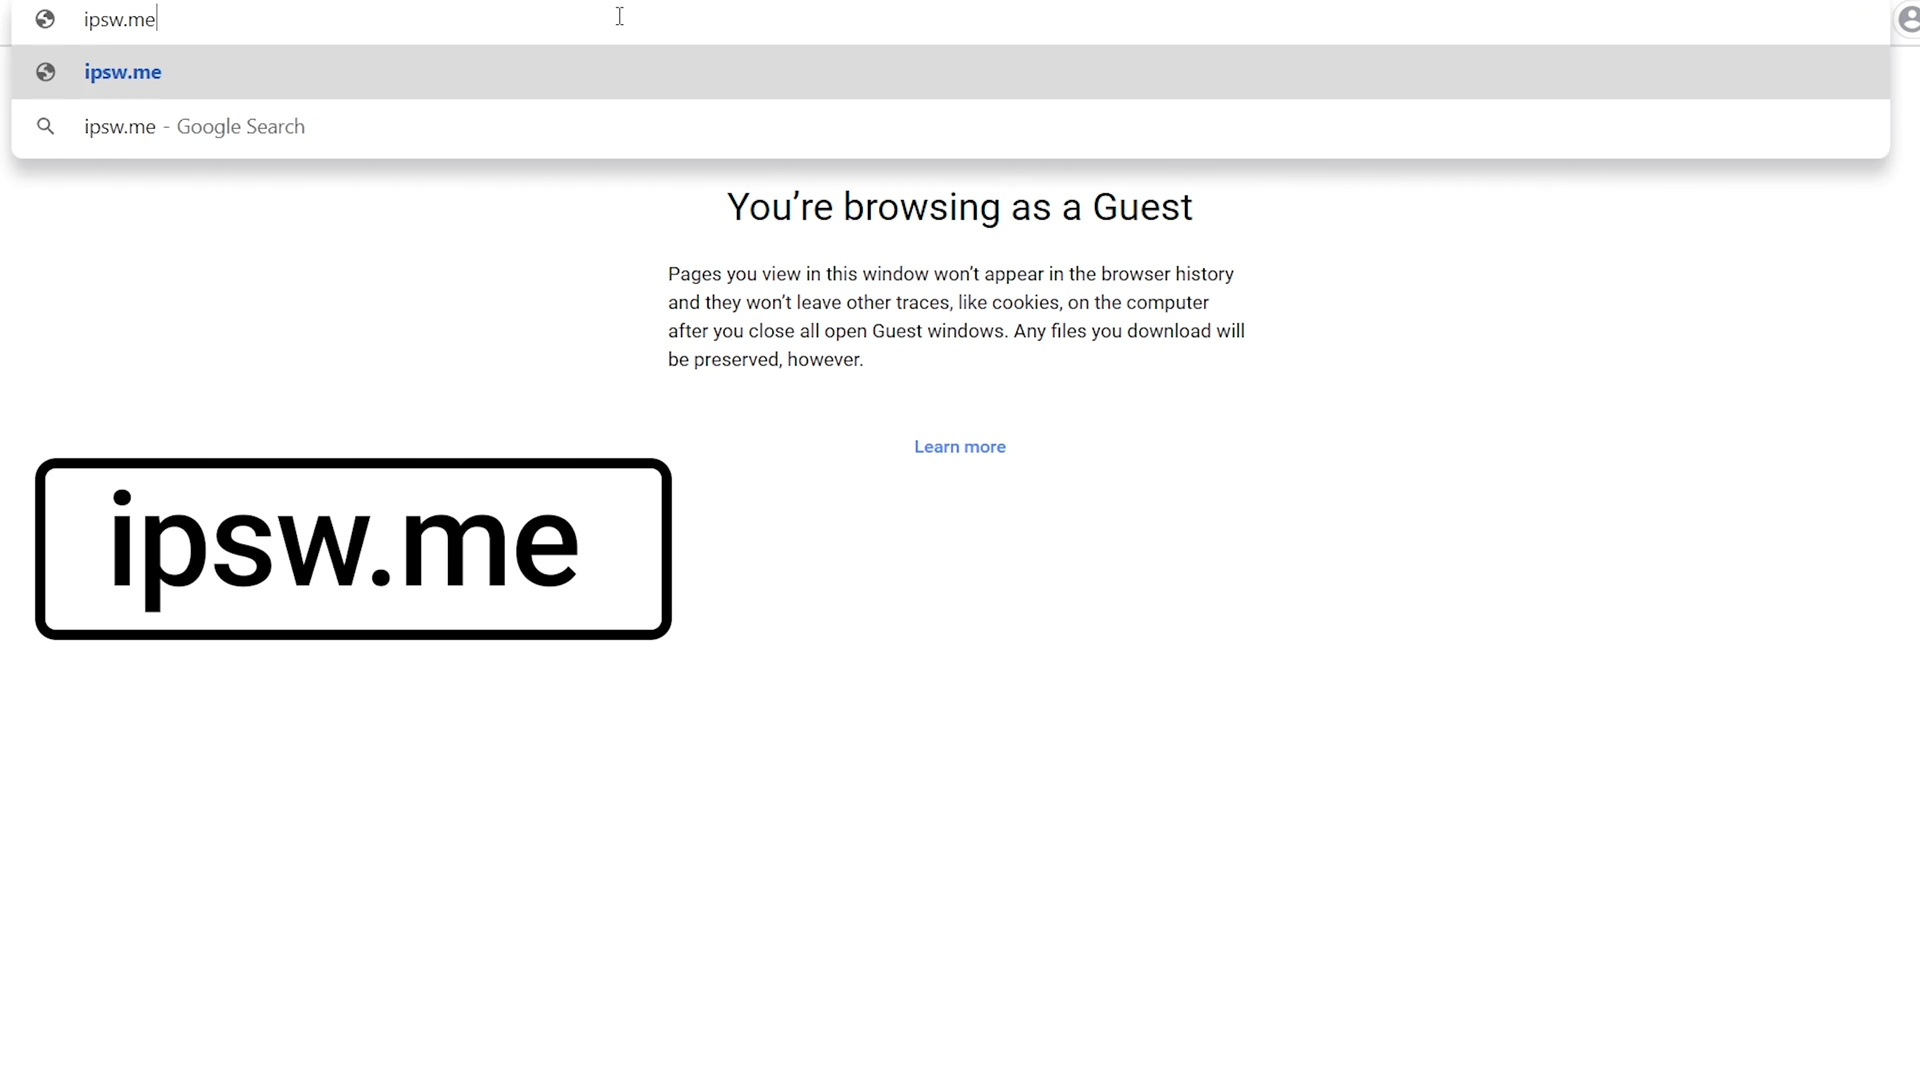 ipsw.me
ipsw.me
ipsw.me - Google Search
You’re browsing as a Guest
Pages you view in this window won’t appear in the browser history
and they won’t leave other traces, like cookies, on the computer
after you close all open Guest windows. Any files you download will
be preserved, however.
Learn more
ipsw.me